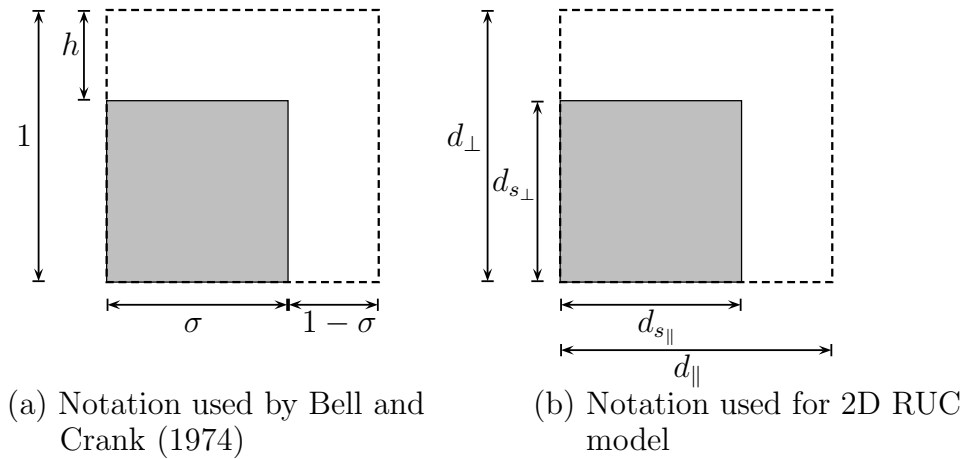 h
1
σ
1 − σ
(a) Notation used by Bell and
Crank (1974)
d⊥
ds⊥
ds∥
d∥
(b) Notation used for 2D RUC
model